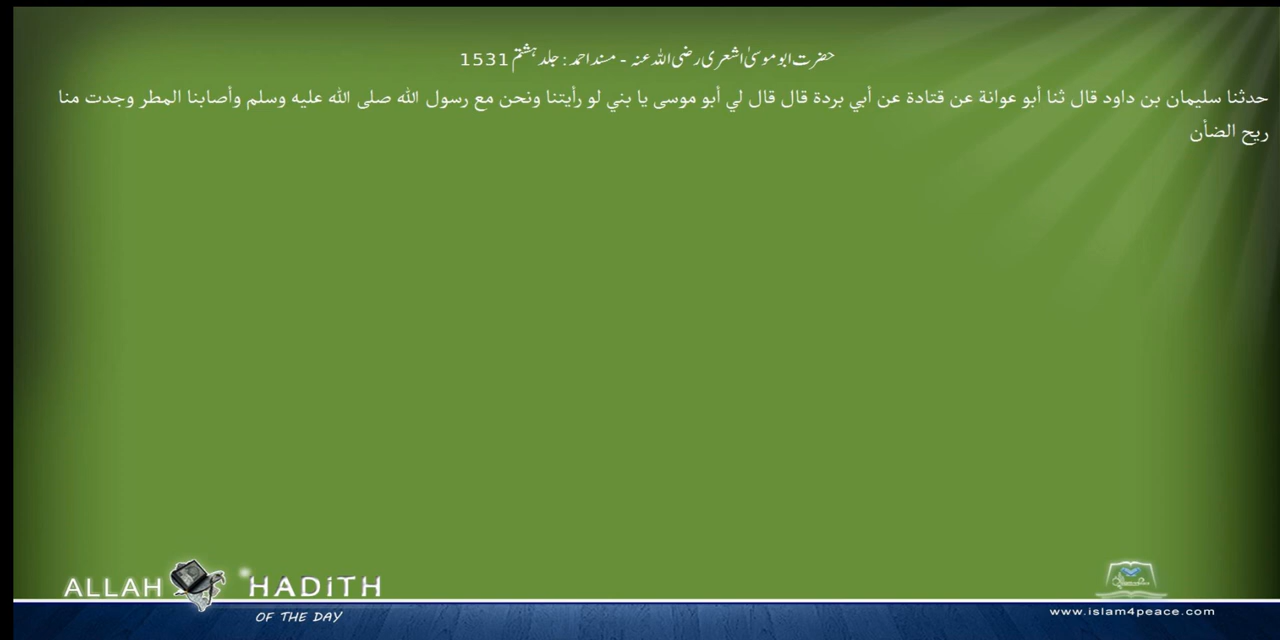 حضرت ابو موسیٰ اشعری رضی اللہ عنہ - مسند احمد : جلد ہشتم 1531
حدثنا سليمان بن داود قال ثنا أبو عوانة عن قتادة عن أبي بردة قال قال لي أبو موسى يا بني لو رأيتنا ونحن مع رسول الله صلى الله عليه وسلم وأصابنا المطر وجدت منا
ريح الضأن
ALLAH HADITH
OF THE DAY
www.islam4peace.com